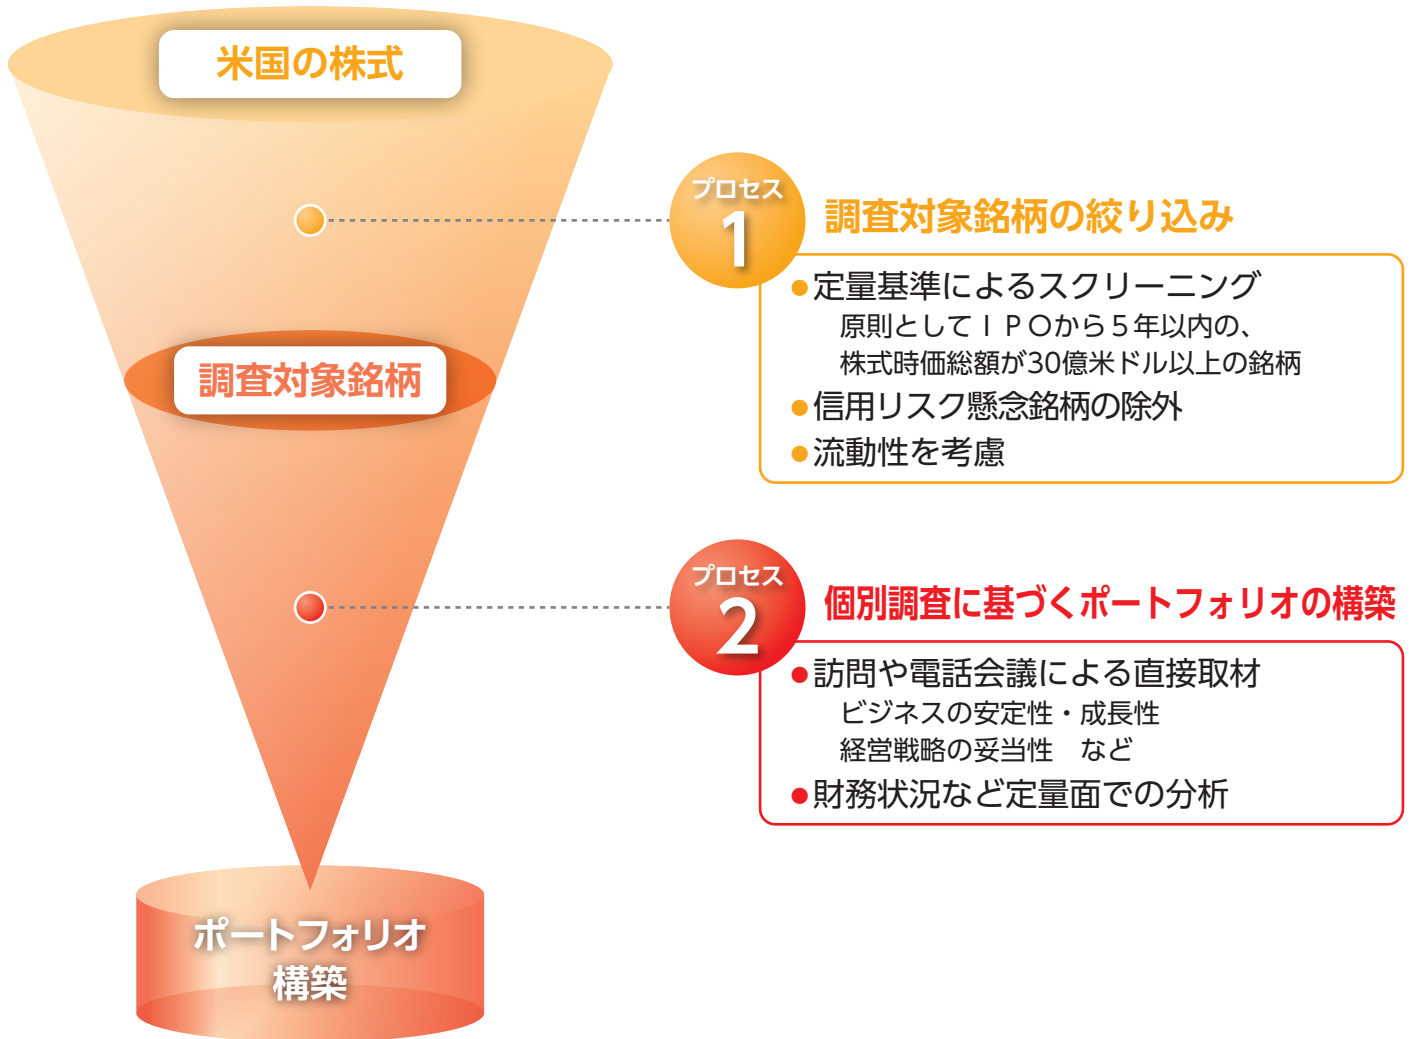 米国の株式
プロセス
1
調査対象銘柄の絞り込み
●定量基準によるスクリーニング
原則としてＩＰＯから５年以内の、
株式時価総額が30億米ドル以上の銘柄
●信用リスク懸念銘柄の除外
●流動性を考慮
調査対象銘柄
プロセス
2
個別調査に基づくポートフォリオの構築
●訪問や電話会議による直接取材
ビジネスの安定性・成長性
経営戦略の妥当性　など
●財務状況など定量面での分析
ポートフォリオ
構築